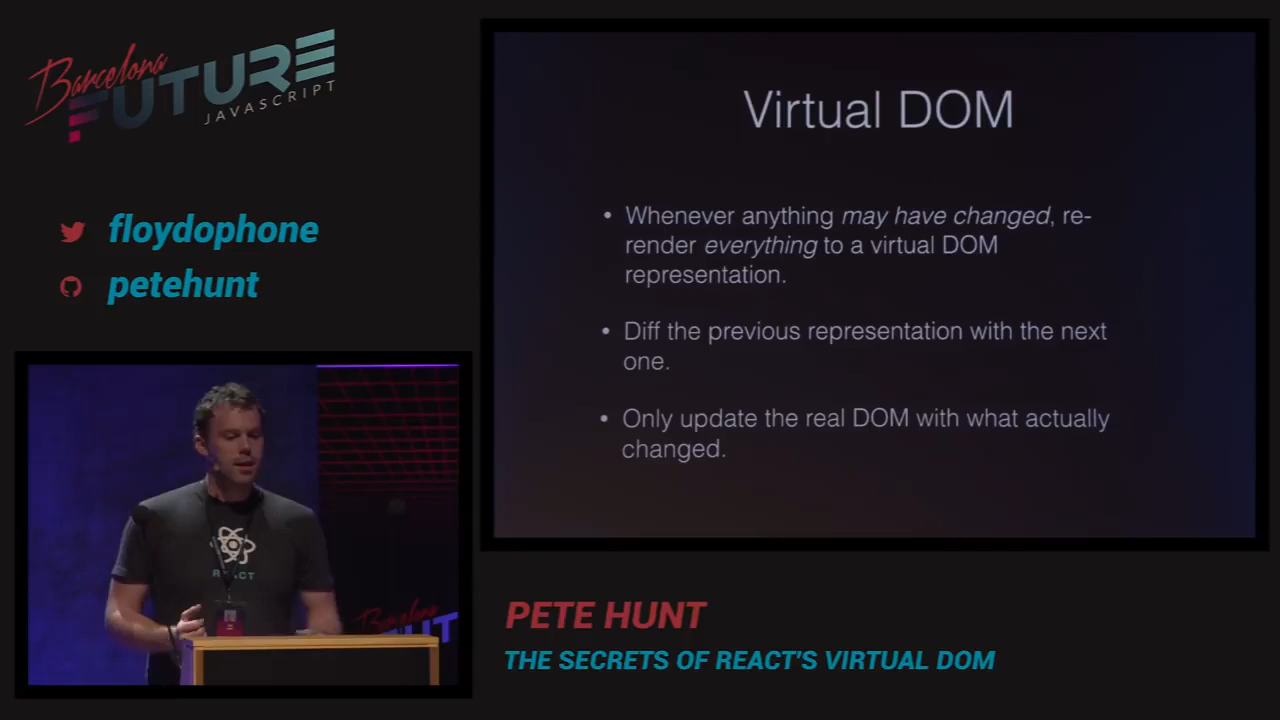 Barcelona
FUTURE
JAVASCRIPT
floydophone
petehunt
Virtual DOM
• Whenever anything may have changed, re-
render everything to a virtual DOM
representation.
• Diff the previous representation with the next
one.
• Only update the real DOM with what actually
changed.
REACT
Barcelona
PETE HUNT
THE SECRETS OF REACT'S VIRTUAL DOM